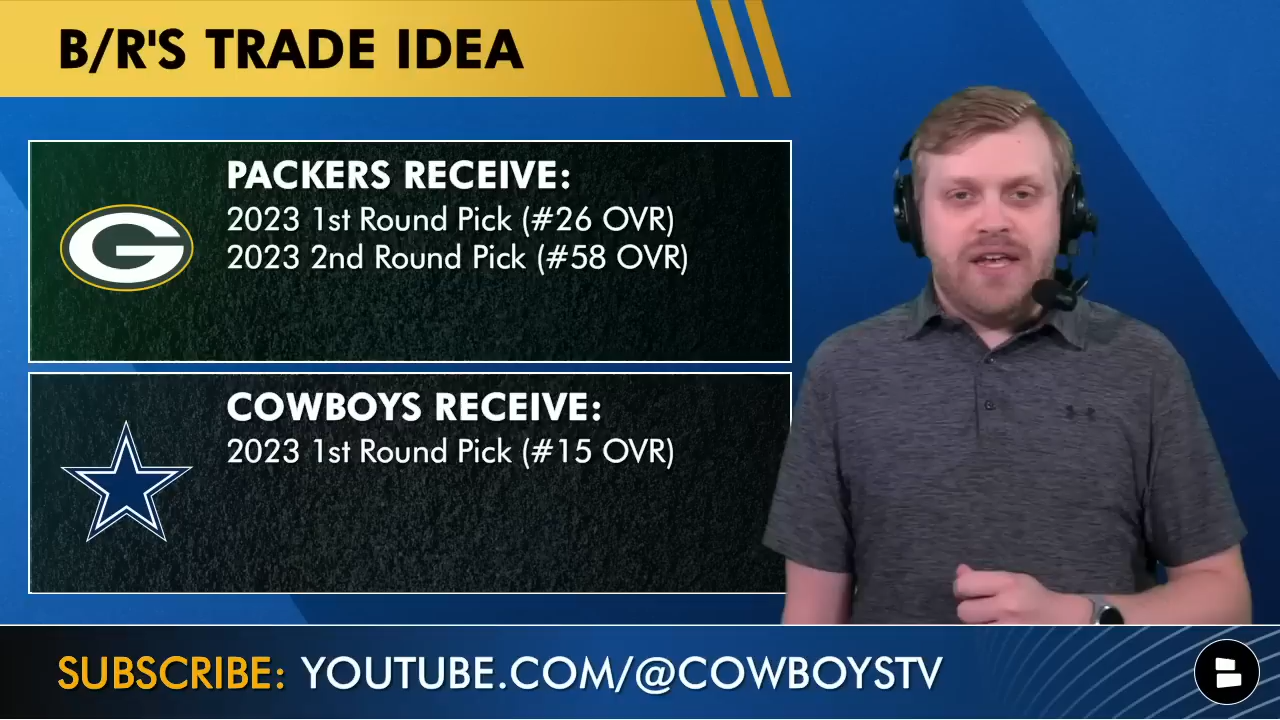 B/R'S TRADE IDEA
PACKERS RECEIVE:
2023 1st Round Pick (#26 OVR)
2023 2nd Round Pick (#58 OVR)
G
COWBOYS RECEIVE:
2023 1st Round Pick (#15 OVR)
SUBSCRIBE: YOUTUBE.COM/@COWBOYSTV